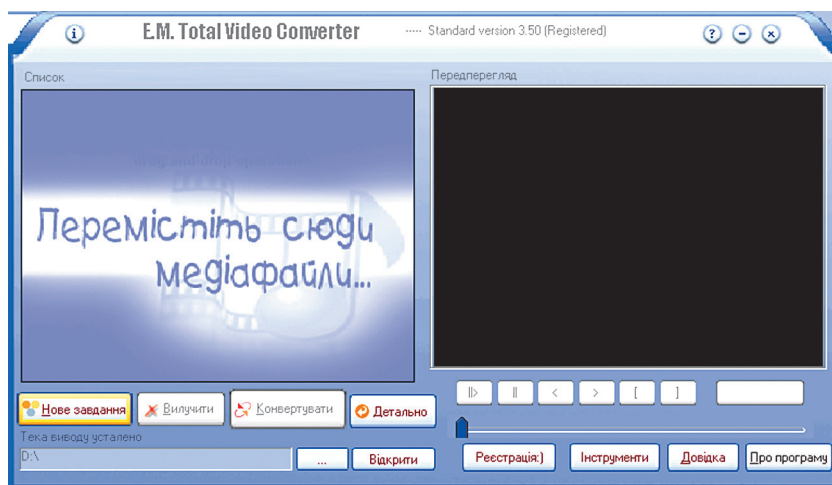 E.M. Total Video Converter ····· Standard version 3.50 (Registered)
Список
Передперегляд
Перемістіть сюди
медіафайли...
Нове завдання
Вилучити
Конвертувати
Детально
Тека виводу усталено
D:\
...
Відкрити
Реєстрація:)
Інструменти
Довідка
Про програму